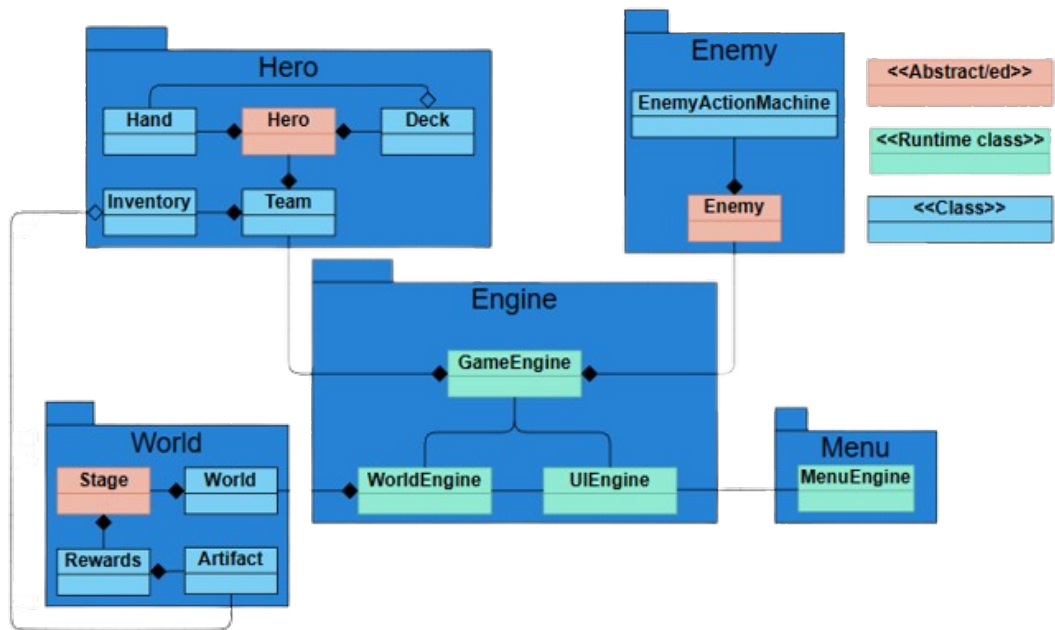 Hero
Hand
Hero
Deck
Inventory
Team
Enemy
EnemyActionMachine
Enemy
<<Abstract/ed>>
<<Runtime class>>
<<Class>>
Engine
GameEngine
WorldEngine
UIEngine
World
Stage
World
Rewards
Artifact
Menu
MenuEngine